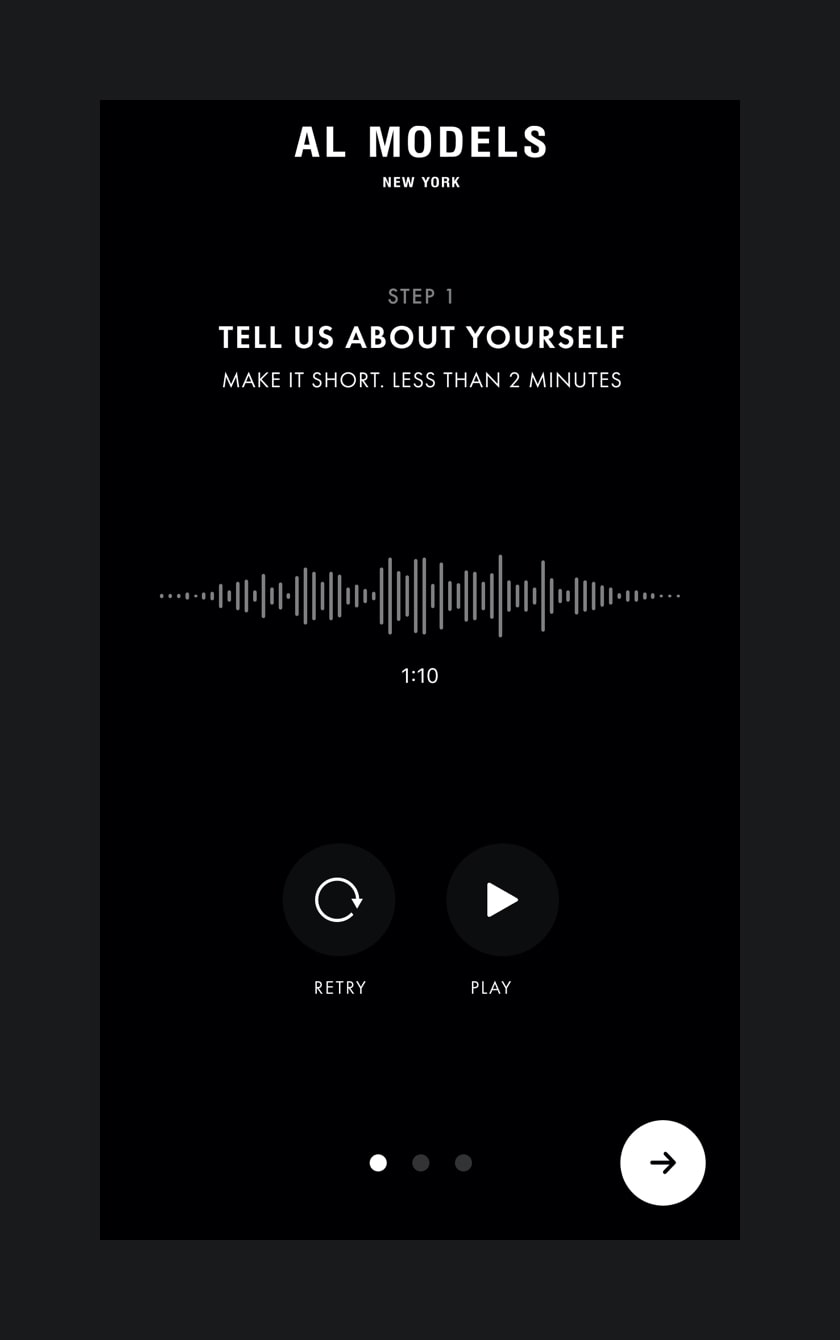 AL MODELS
NEW YORK
STEP 1
TELL US ABOUT YOURSELF
MAKE IT SHORT. LESS THAN 2 MINUTES
1:10
RETRY PLAY